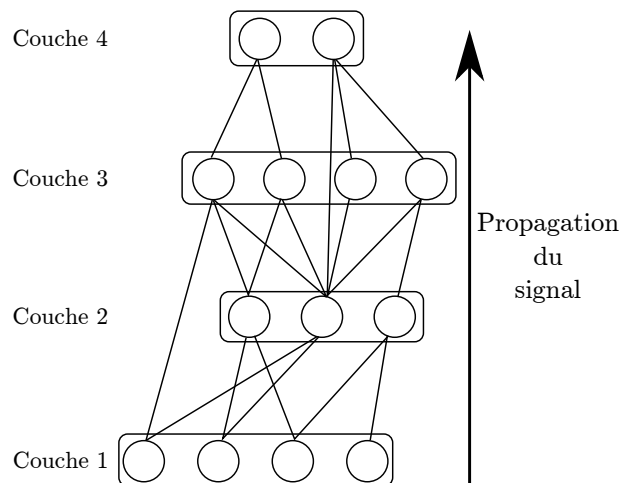 Couche 4
Couche 3
Propagation
du
signal
Couche 2
Couche 1